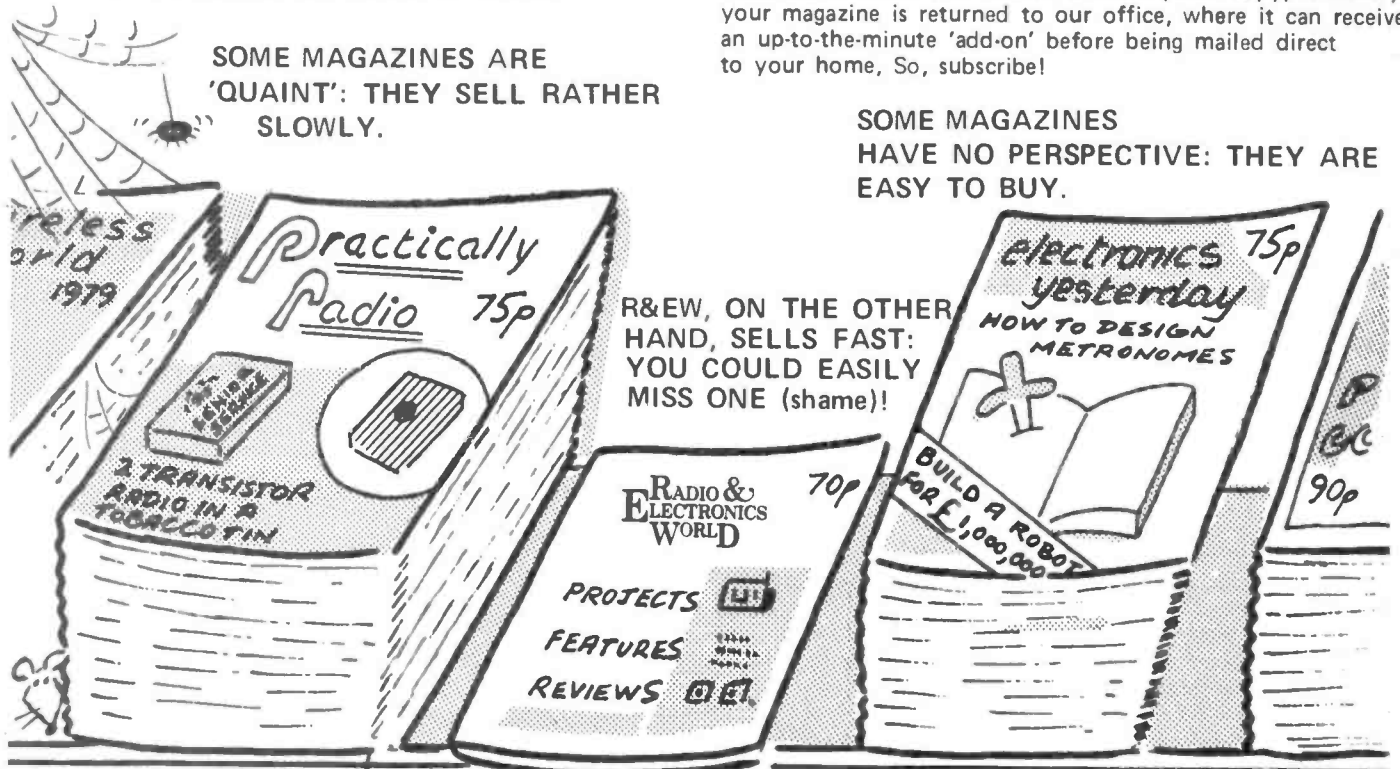 your magazine is returned to our office, where it can receive
an up-to-the-minute 'add-on' before being mailed direct
to your home, So, subscribe!
SOME MAGAZINES ARE
'QUAINT': THEY SELL RATHER
SLOWLY.
SOME MAGAZINES
HAVE NO PERSPECTIVE: THEY ARE
EASY TO BUY.
R&EW, ON THE OTHER
HAND, SELLS FAST:
YOU COULD EASILY
MISS ONE (shame)!
reless
orld
1979
Practically
Radio
75p
SENIOR
SERVICE
2 TRANSISTOR
RADIO IN A
TOBACCO TIN
RADIO &
ELECTRONICS
WORLD
70p
PROJECTS
FEATURES
REVIEWS
electronics
yesterday
75p
HOW TO DESIGN
METRONOMES
BUILD A ROBOT
FOR £1,000,000
90p